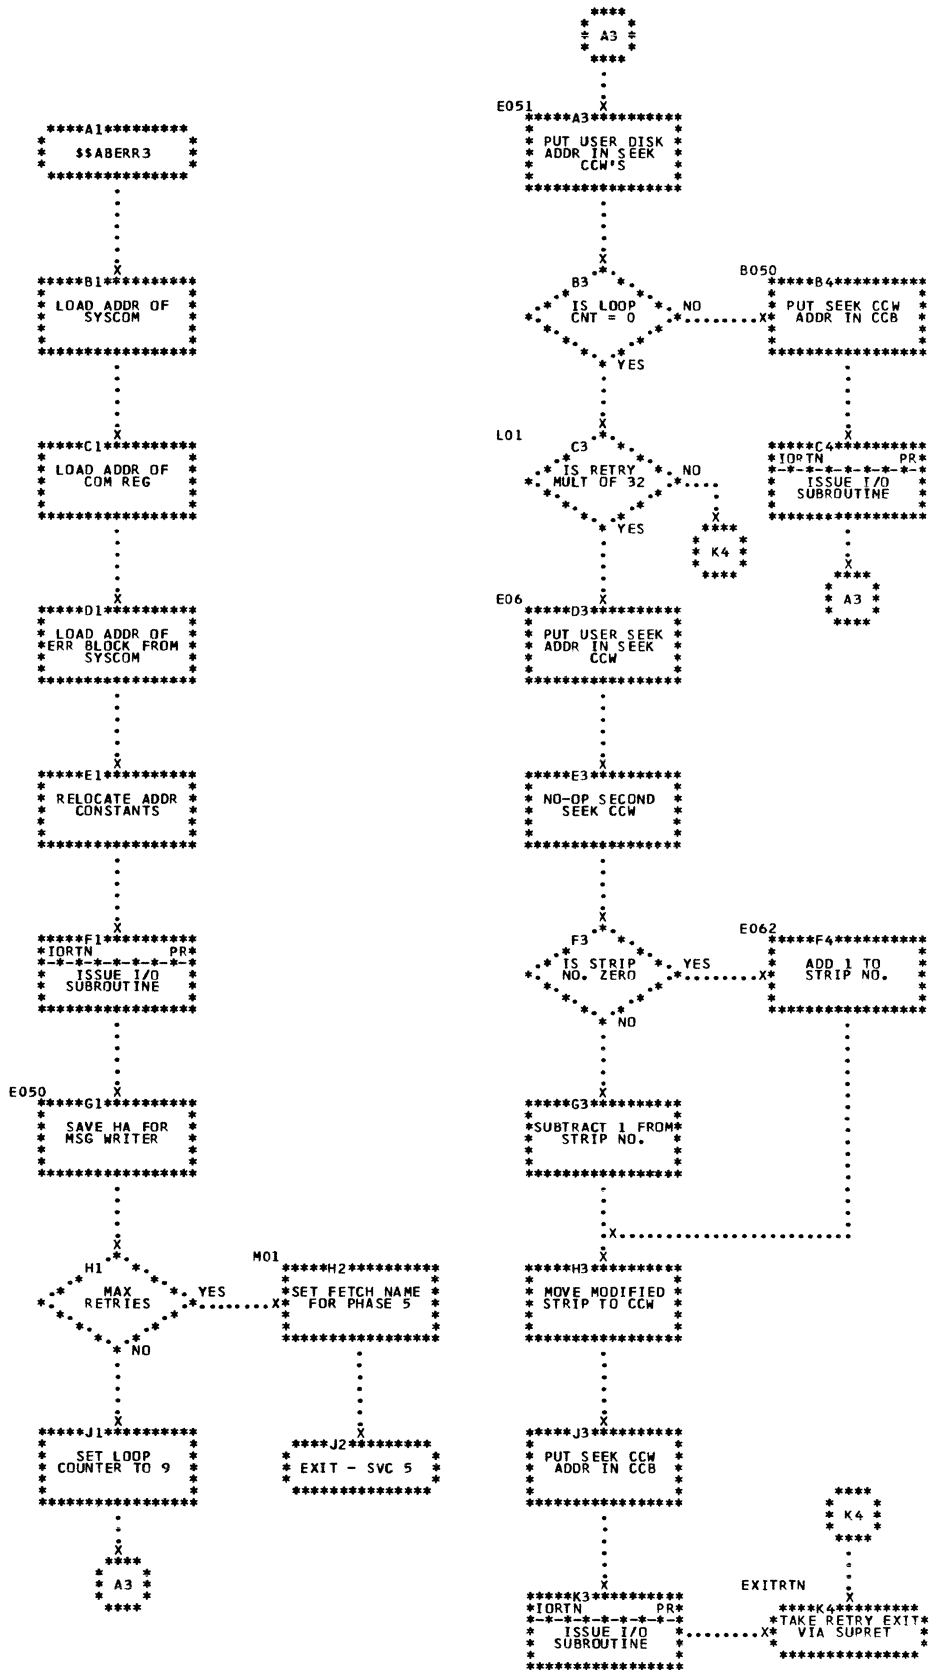 A1
$$ABERR3
B1
LOAD ADDR OF
SYSCOM
C1
LOAD ADDR OF
COM REG
D1
LOAD ADDR OF
ERR BLOCK FROM
SYSCOM
E1
RELOCATE ADDR
CONSTANTS
F1
IORTN PR
ISSUE I/O
SUBROUTINE
E050
G1
SAVE HA FOR
MSG WRITER
H1
MAX
RETRIES
YES
NO
M01
H2
SET FETCH NAME
FOR PHASE 5
J2
EXIT - SVC 5
J1
SET LOOP
COUNTER TO 9
A3
A3
E051
A3
PUT USER DISK
ADDR IN SEEK
CCW'S
B3
IS LOOP
CNT = 0
NO
YES
B050
B4
PUT SEEK CCW
ADDR IN CCB
C4
IORTN PR
ISSUE I/O
SUBROUTINE
A3
L01
C3
IS RETRY
MULT OF 32
NO
YES
K4
E06
D3
PUT USER SEEK
ADDR IN SEEK
CCW
E3
NO-OP SECOND
SEEK CCW
F3
IS STRIP
NO. ZERO
YES
NO
E062
F4
ADD 1 TO
STRIP NO.
G3
SUBTRACT 1 FROM
STRIP NO.
H3
MOVE MODIFIED
STRIP TO CCW
J3
PUT SEEK CCW
ADDR IN CCB
K3
IORTN PR
ISSUE I/O
SUBROUTINE
K4
EXITRTN
K4
TAKE RETRY EXIT
VIA SUPRET